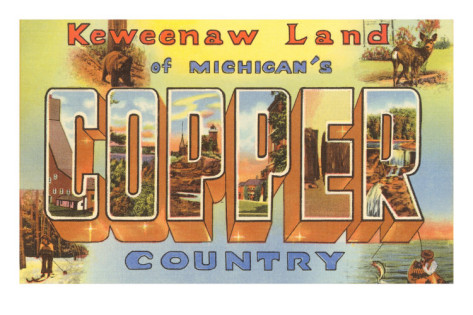 Keweenaw Land
of MICHIGAN'S
COPPER
COUNTRY